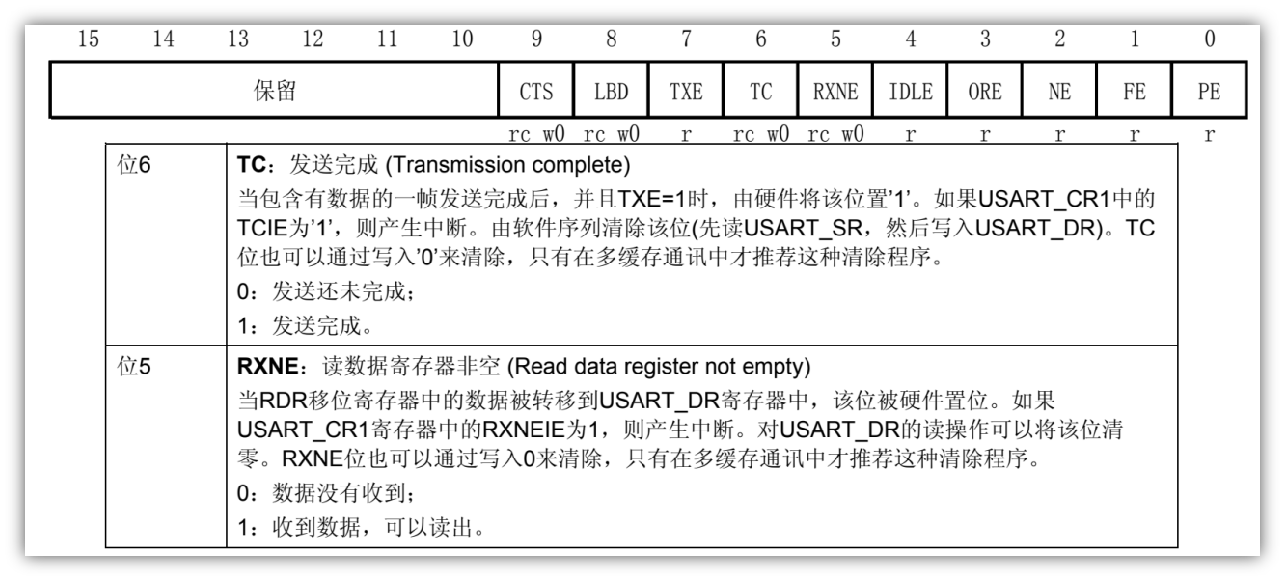 15 14 13 12 11 10 9 8 7 6 5 4 3 2 1 0
保留 CTS LBD TXE TC RXNE IDLE ORE NE FE PE
rc w0 rc w0 r rc w0 rc w0 r r r r r
位6 TC：发送完成 (Transmission complete)
当包含有数据的一帧发送完成后，并且TXE=1时，由硬件将该位置'1'。如果USART_CR1中的
TCIE为'1'，则产生中断。由软件序列清除该位(先读USART_SR，然后写入USART_DR)。TC
位也可以通过写入'0'来清除，只有在多缓存通讯中才推荐这种清除程序。
0：发送还未完成；
1：发送完成。
位5 RXNE：读数据寄存器非空 (Read data register not empty)
当RDR移位寄存器中的数据被转移到USART_DR寄存器中，该位被硬件置位。如果
USART_CR1寄存器中的RXNEIE为1，则产生中断。对USART_DR的读操作可以将该位清
零。RXNE位也可以通过写入0来清除，只有在多缓存通讯中才推荐这种清除程序。
0：数据没有收到；
1：收到数据，可以读出。